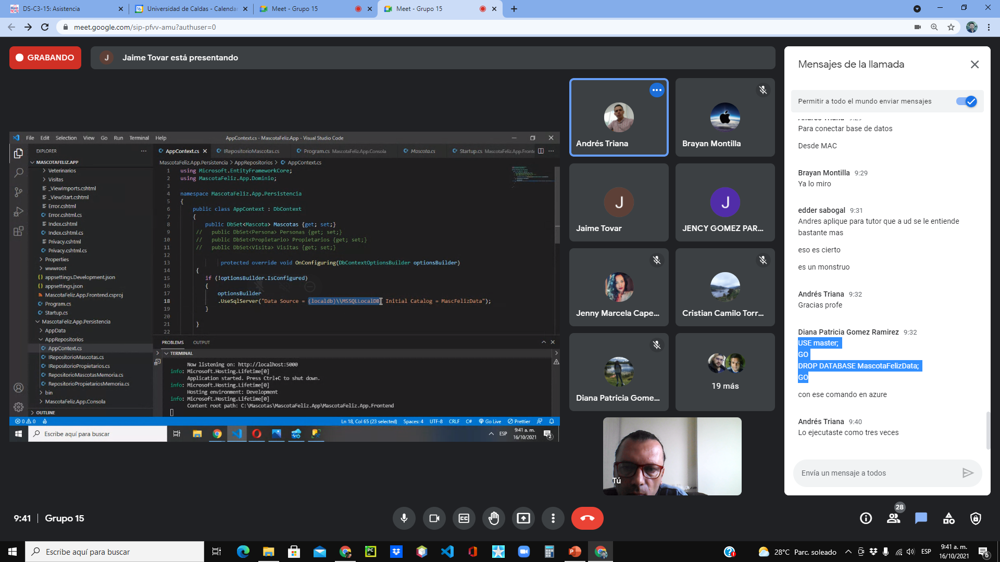 DS-C3-15: Asistencia
Universidad de Caldas - Calenda
Meet - Grupo 15
Meet - Grupo 15
meet.google.com/sip-pfvv-amu?authuser=0
GRABANDO
J
Jaime Tovar está presentando
File Edit Selection View Go Run Terminal Help
AppContext.cs - MascotaFeliz.App - Visual Studio Code
EXPLORER
MASCOTAFELIZ.APP
Veterinarios
Visitas
_ViewImports.cshtml
_ViewStart.cshtml
Error.cshtml
Error.cshtml.cs
Index.cshtml
Index.cshtml.cs
Privacy.cshtml
Privacy.cshtml.cs
Properties
wwwroot
appsettings.Development.json
appsettings.json
MascotaFeliz.App.Frontend.csproj
Program.cs
Startup.cs
MascotaFeliz.App.Persistencia
AppData
AppRepositorios
AppContext.cs
IRepositorioMascotas.cs
IRepositorioPropietarios.cs
RepositorioMascotasMemoria.cs
RepositorioPropietariosMemoria.cs
bin
MascotaFeliz.App.Consola
OUTLINE
AppContext.cs
IRepositorioMascotas.cs
Program.cs MascotaFeliz.App.Consola
Mascota.cs
Startup.cs MascotaFeliz.App.Fronte
MascotaFeliz.App.Persistencia > AppRepositorios > AppContext.cs
1 using Microsoft.EntityFrameworkCore;
2 using MascotaFeliz.App.Dominio;
3
4 namespace MascotaFeliz.App.Persistencia
5 {
6 public class AppContext : DbContext
7 {
8 public DbSet<Mascota> Mascotas {get; set;}
9 // public DbSet<Persona> Personas {get; set;}
10 // public DbSet<Propietario> Propietarios {get; set;}
11 // public DbSet<Visita> Visitas {get; set;}
12
13 protected override void OnConfiguring(DbContextOptionsBuilder optionsBuilder)
14 {
15 if (!optionsBuilder.IsConfigured)
16 {
17 optionsBuilder
18 .UseSqlServer("Data Source = (localdb)\\MSSQLLocalDB; Initial Catalog = MascFelizData");
19 }
20
21 }
22
PROBLEMS OUTPUT
TERMINAL
Now listening on: http://localhost:5000
info: Microsoft.Hosting.Lifetime[0]
Application started. Press Ctrl+C to shut down.
info: Microsoft.Hosting.Lifetime[0]
Hosting environment: Development
info: Microsoft.Hosting.Lifetime[0]
Content root path: C:\Mascotas\MascotaFeliz.App\MascotaFeliz.App.Frontend
0 0 Ln 18, Col 65 (23 selected) Spaces: 4 UTF-8 CRLF C# Go Live Prettier
Escribe aquí para buscar
ESP
9:41 a. m.
16/10/2021
2
Andrés Triana
Brayan Montilla
J
Jaime Tovar
J
JENCY GOMEZ PAR...
Jenny Marcela Cape...
Cristian Camilo Torr...
Diana Patricia Gome...
19 más
Tú
Mensajes de la llamada
Permitir a todo el mundo enviar mensajes
Andrés Triana 9:29
Para conectar base de datos
Desde MAC
Brayan Montilla 9:29
Ya lo miro
edder sabogal 9:31
Andres aplique para tutor que a ud se le entiende
bastante mas
eso es cierto
es un monstruo
Andrés Triana 9:32
Gracias profe
Diana Patricia Gomez Ramirez 9:32
USE master;
GO
DROP DATABASE MascotaFelizData;
GO
con ese comando en azure
Andrés Triana 9:40
Lo ejecutaste como tres veces
Envía un mensaje a todos
9:41 | Grupo 15
28
Escribe aquí para buscar
28°C Parc. soleado
ESP
9:41 a. m.
16/10/2021
6